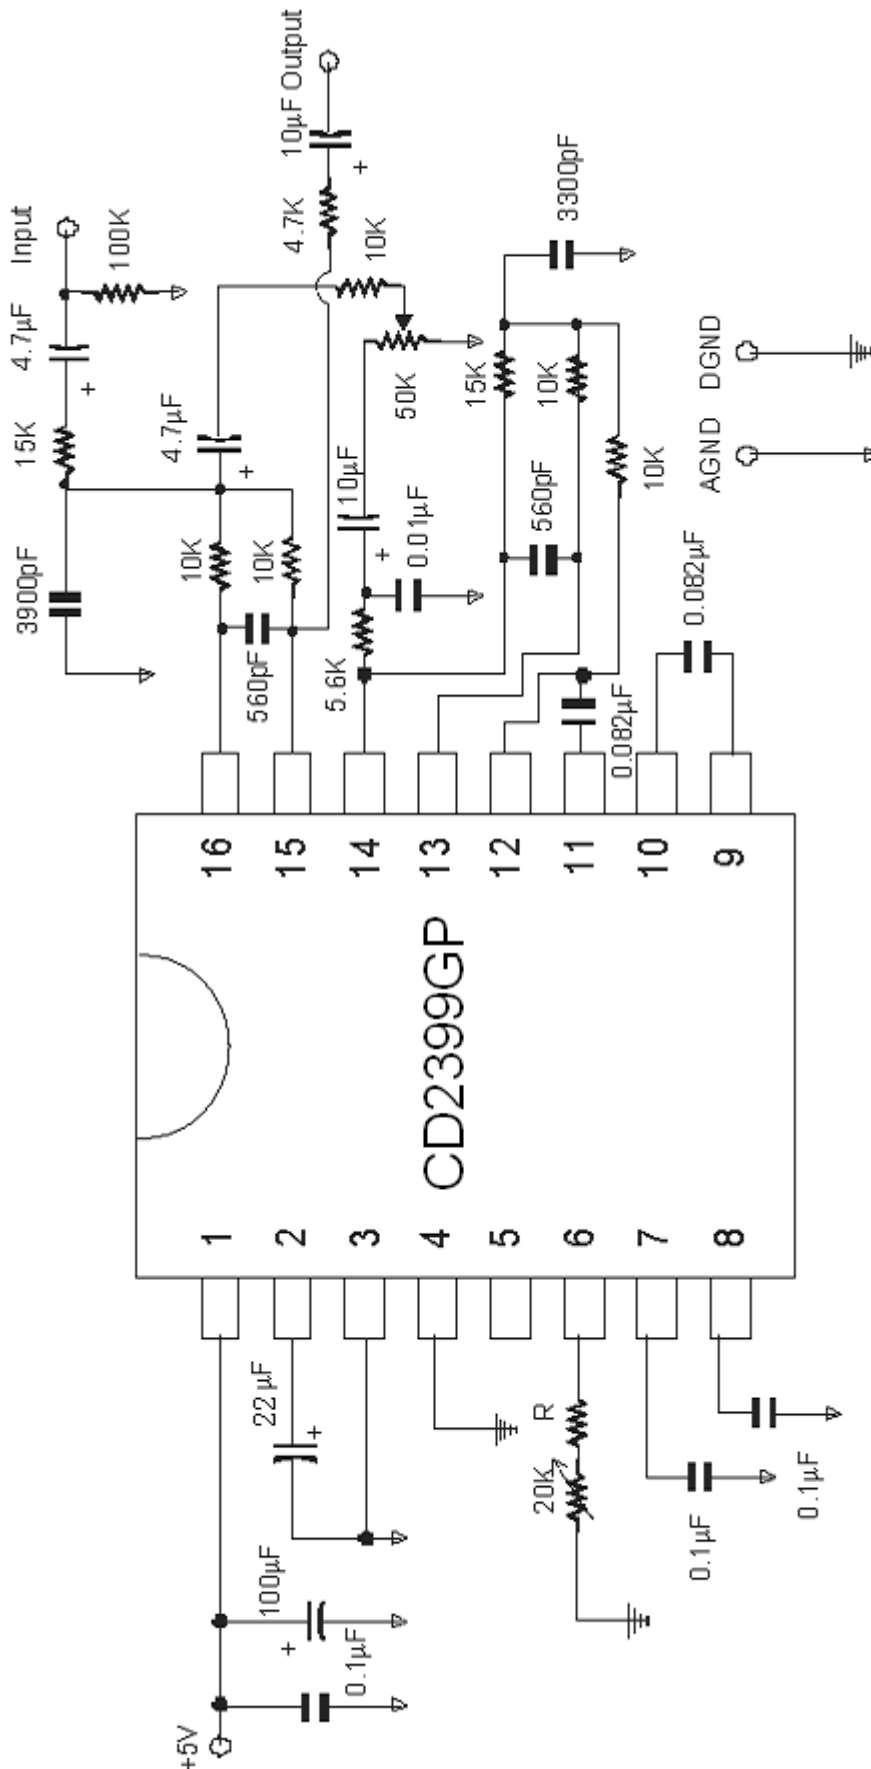 Input
Output
10µF
4.7µF
100K
15K
4.7K
10K
3300pF
3900pF
4.7µF
50K
15K
10K
10K
10K
10K
10µF
0.01µF
560pF
560pF
5.6K
0.082µF
0.082µF
AGND
DGND
16
15
14
13
12
11
10
9
CD2399GP
1
2
3
4
5
6
7
8
22 µF
R
20K
100µF
0.1µF
0.1µF
0.1µF
+5V
+
+
+
+
+
+